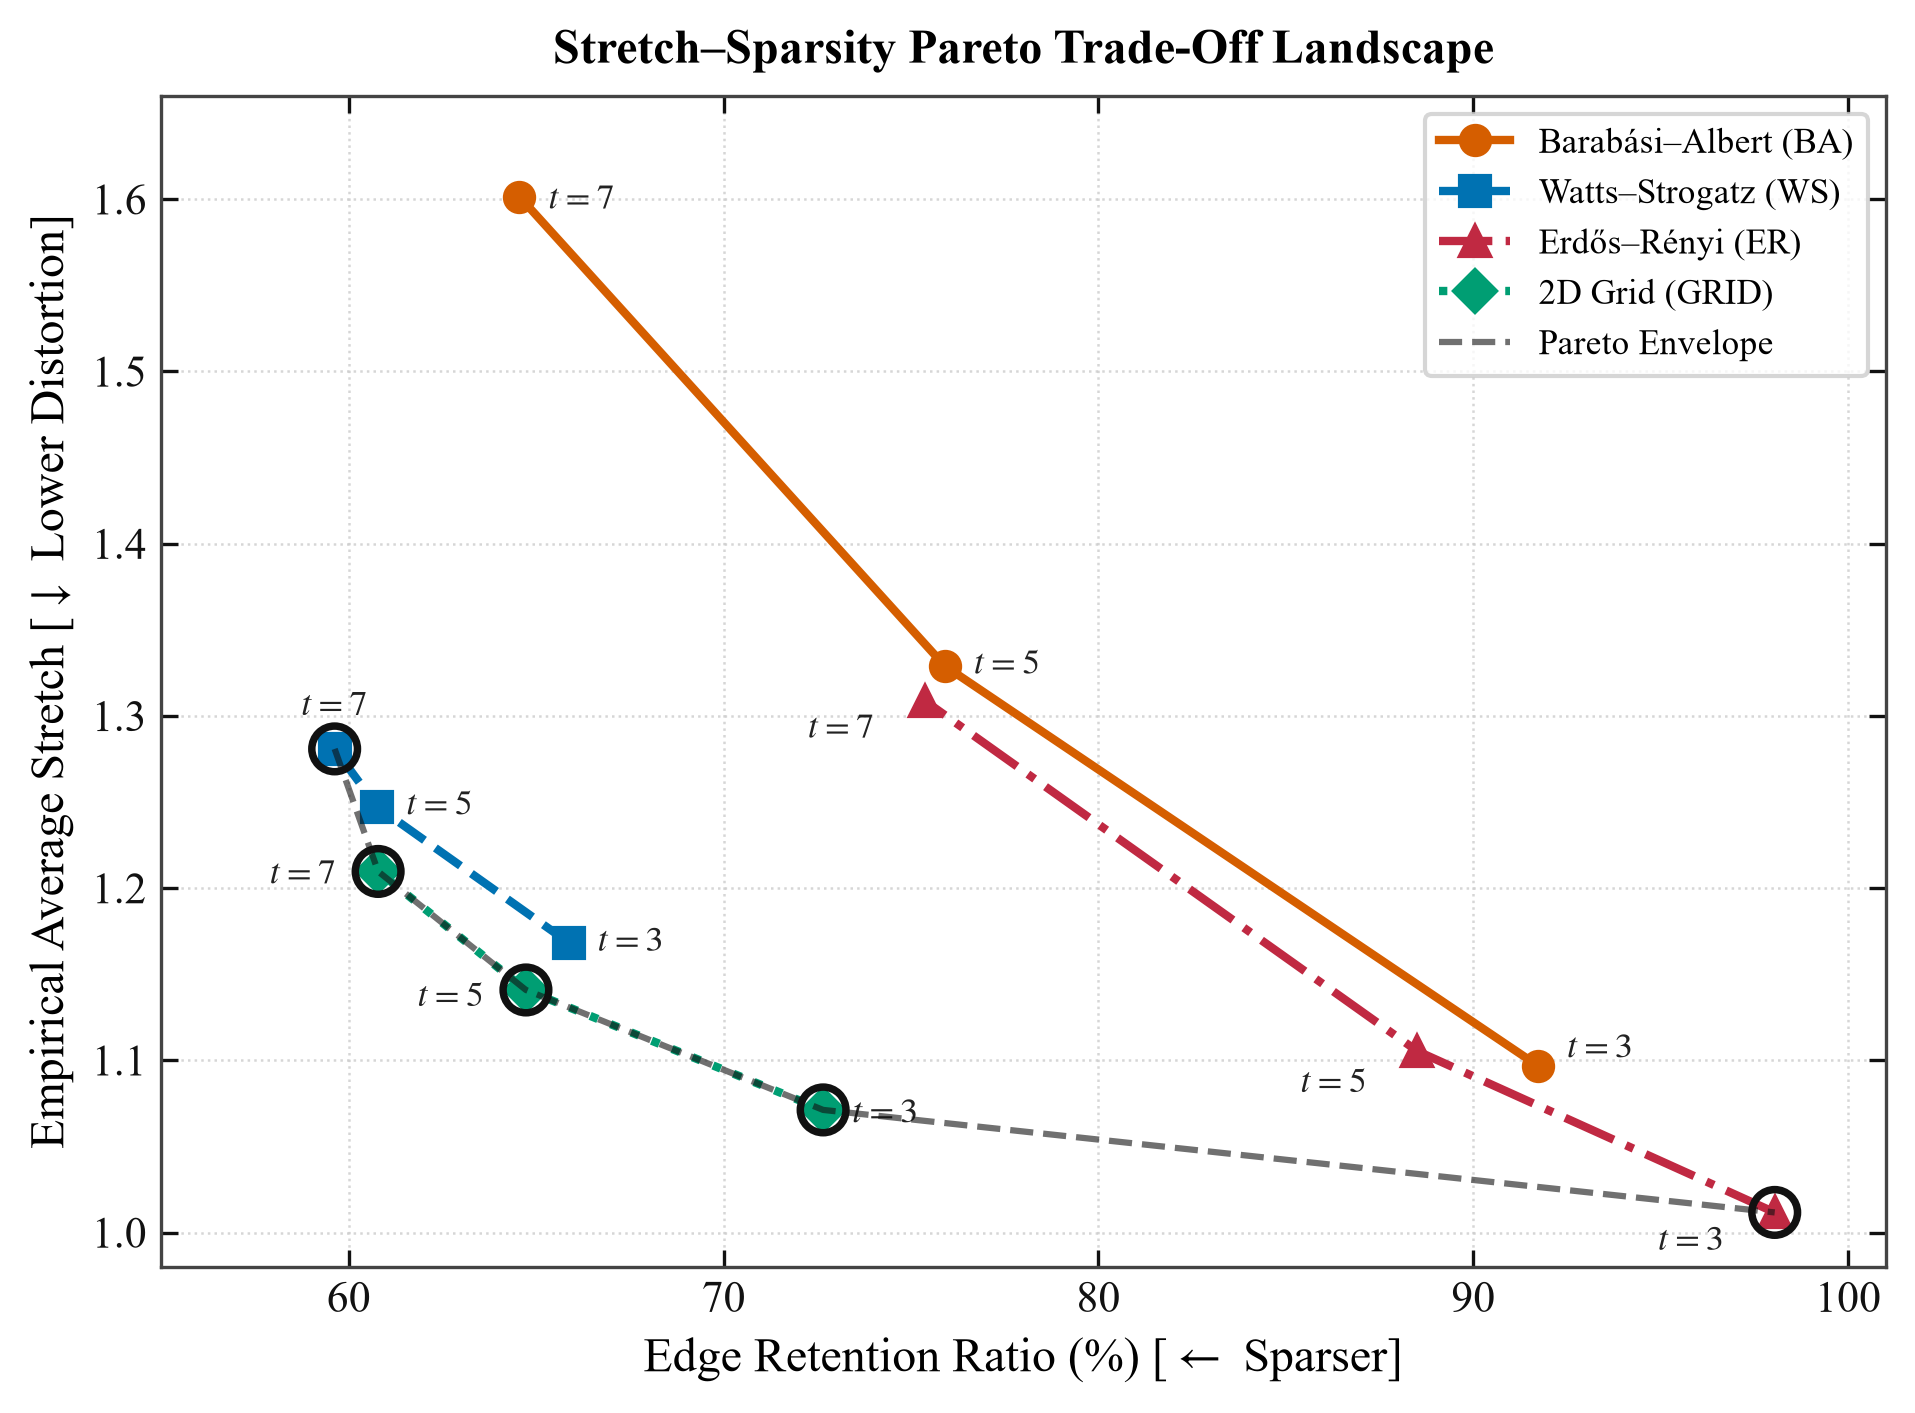 Stretch–Sparsity Pareto Trade-Off Landscape
Barabási–Albert (BA)
Watts–Strogatz (WS)
Erdős–Rényi (ER)
2D Grid (GRID)
Pareto Envelope
Empirical Average Stretch [↓ Lower Distortion]
1.6
1.5
1.4
1.3
1.2
1.1
1.0
t = 7
t = 5
t = 7
t = 7
t = 5
t = 7
t = 3
t = 5
t = 3
t = 5
t = 3
t = 3
60
70
80
90
100
Edge Retention Ratio (%) [← Sparser]